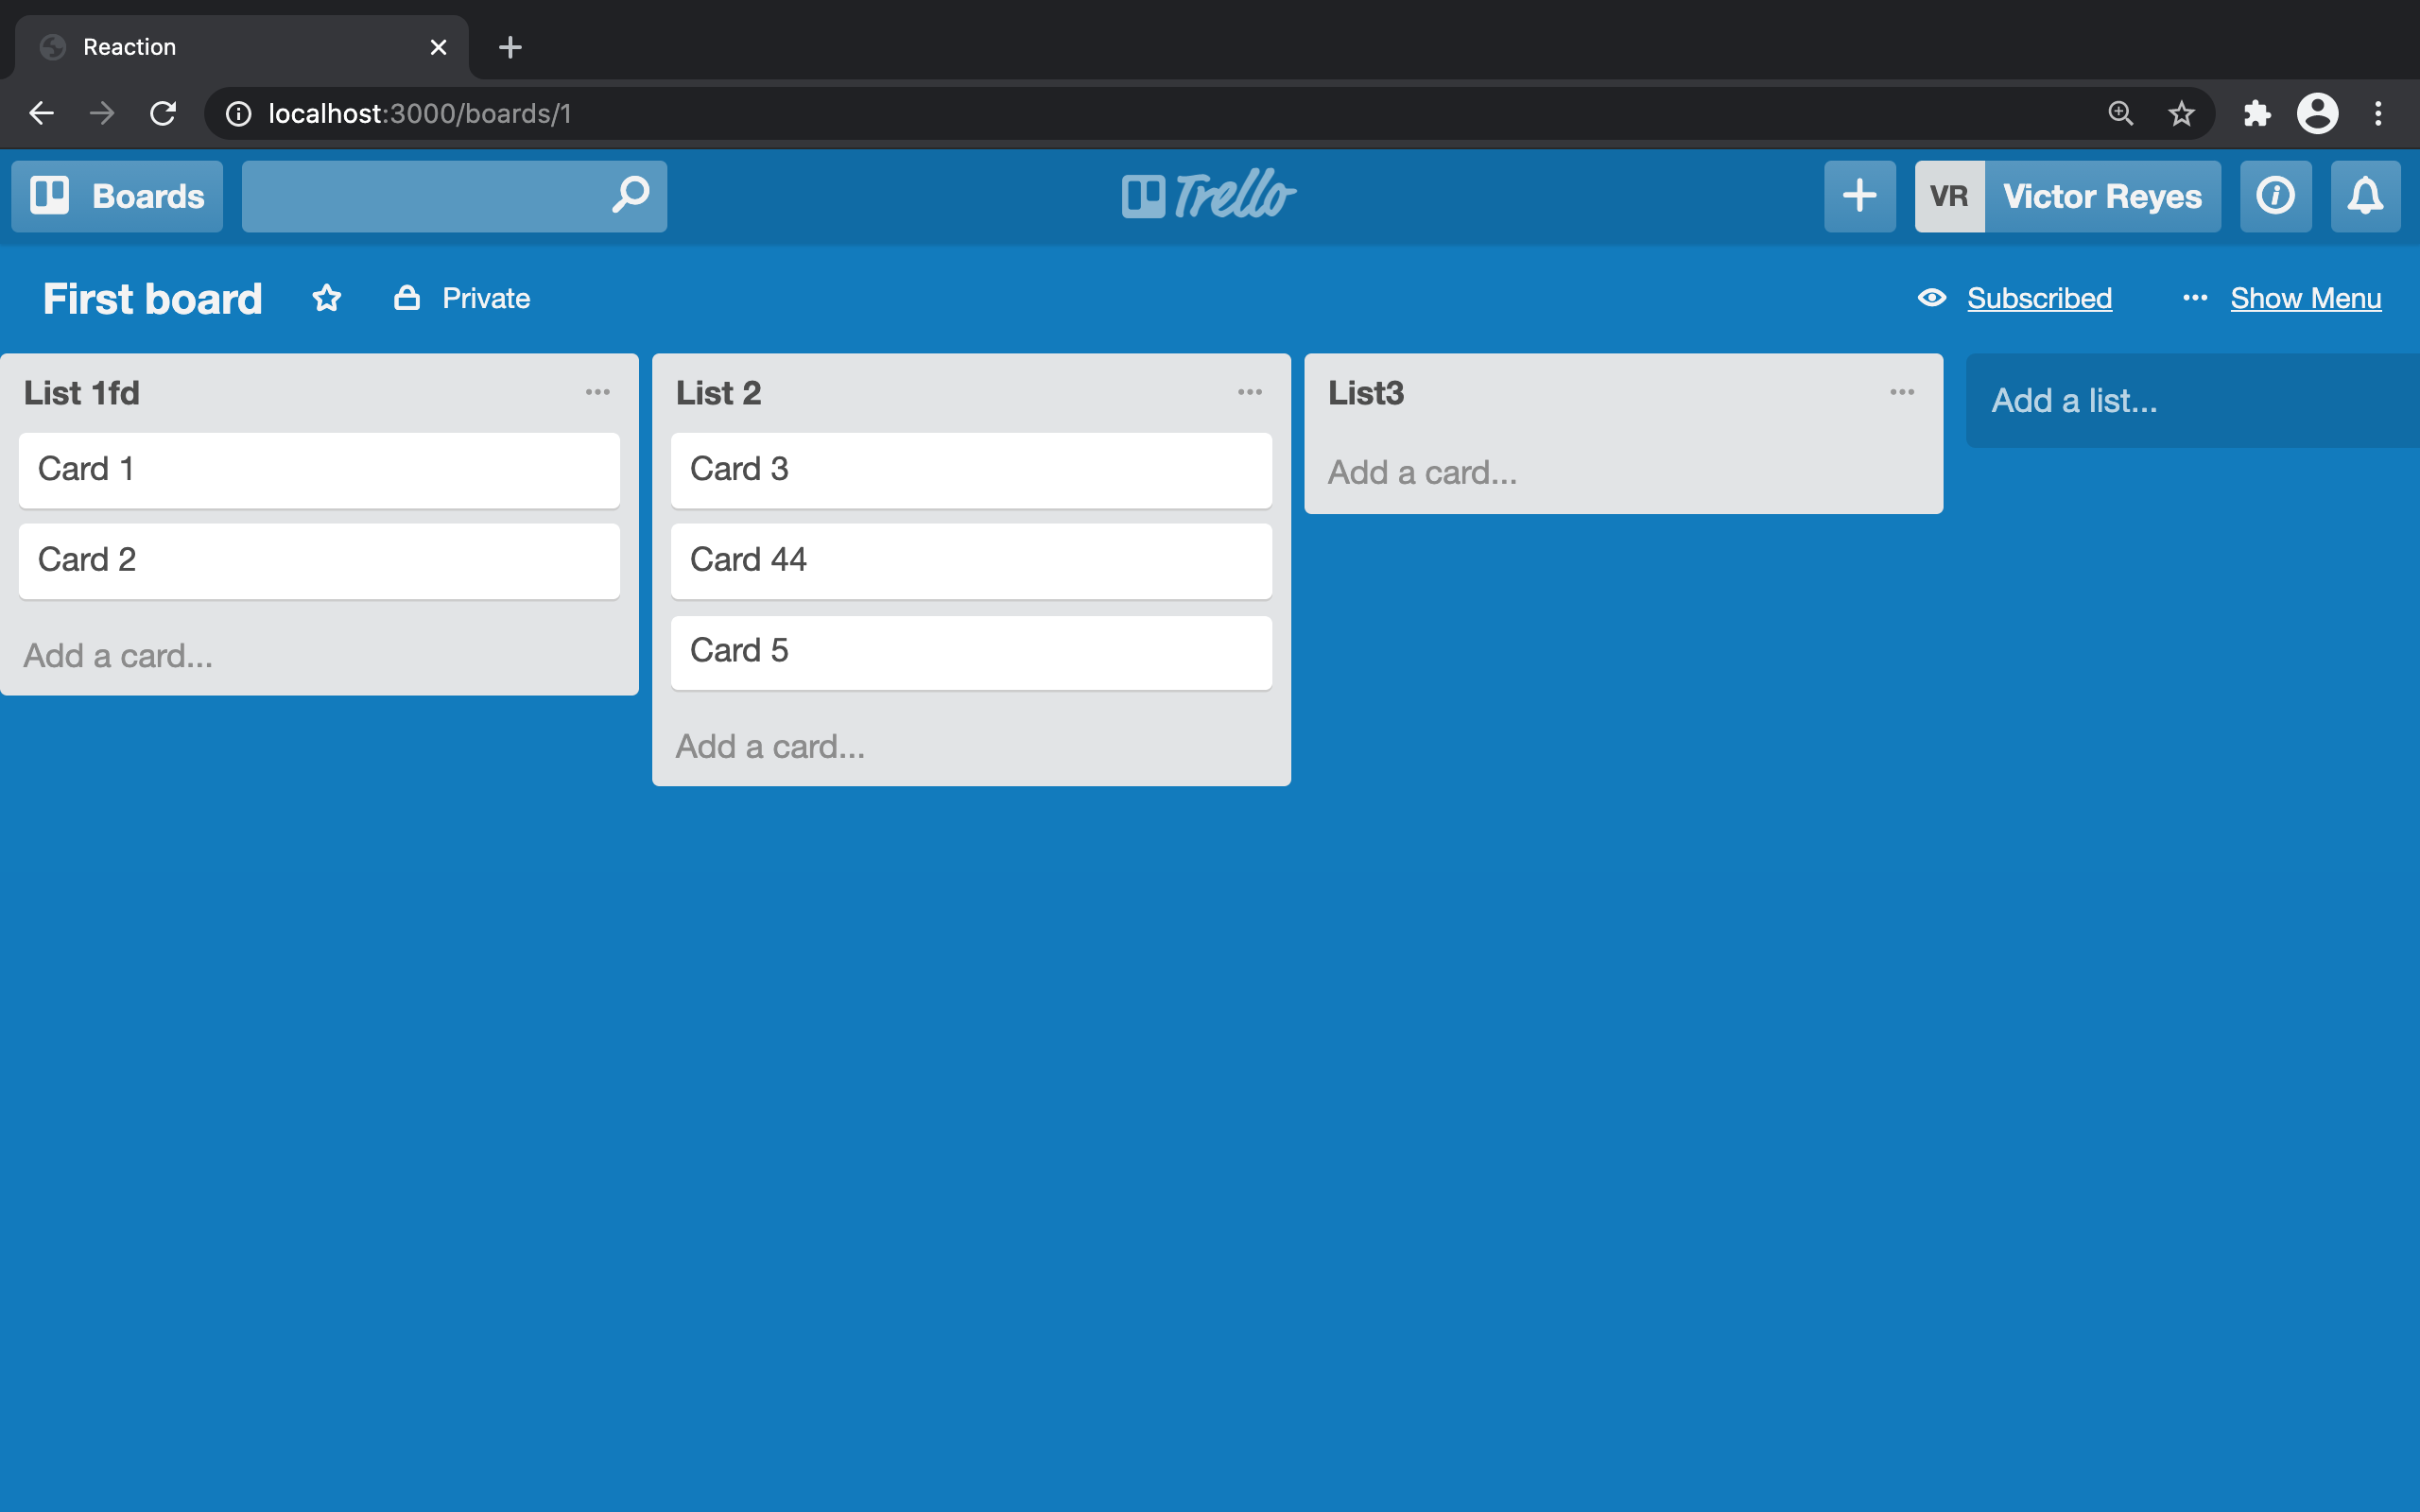 Reaction
localhost:3000/boards/1
Boards
Trello
VR Victor Reyes
First board Private Subscribed Show Menu
List 1fd
Card 1
Card 2
Add a card...
List 2
Card 3
Card 44
Card 5
Add a card...
List3
Add a card...
Add a list...